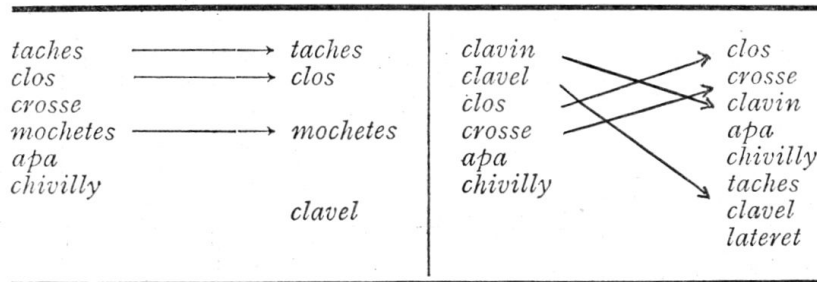 taches taches clavin clos
clos clos clavel crosse
crosse clos clavin
mochetes mochetes crosse apa
apa apa chivilly
chivilly chivilly taches
clavel clavel
lateret